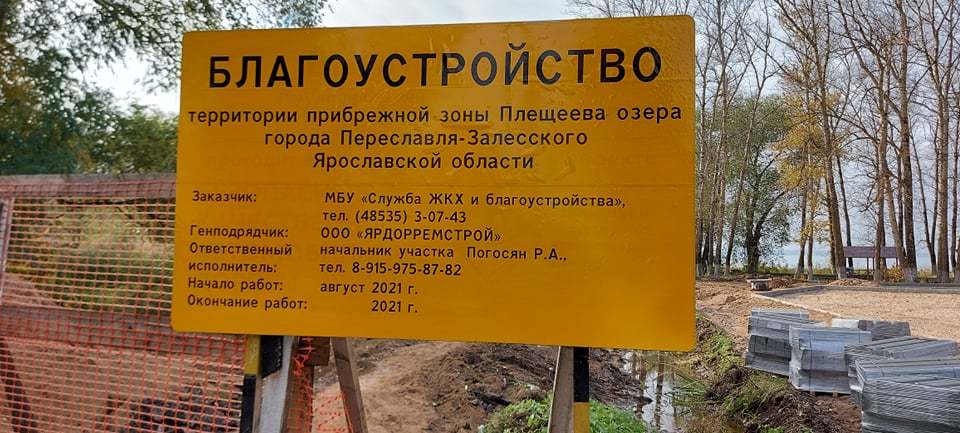 БЛАГОУСТРОЙСТВО
территории прибрежной зоны Плещеева озера
города Переславля-Залесского
Ярославской области
Заказчик: МБУ «Служба ЖКХ и благоустройства»,
тел. (48535) 3-07-43
Генподрядчик: ООО «ЯРДОРРЕМСТРОЙ»
Ответственный начальник участка Погосян Р.А.,
исполнитель: тел. 8-915-975-87-82
Начало работ: август 2021 г.
Окончание работ: 2021 г.